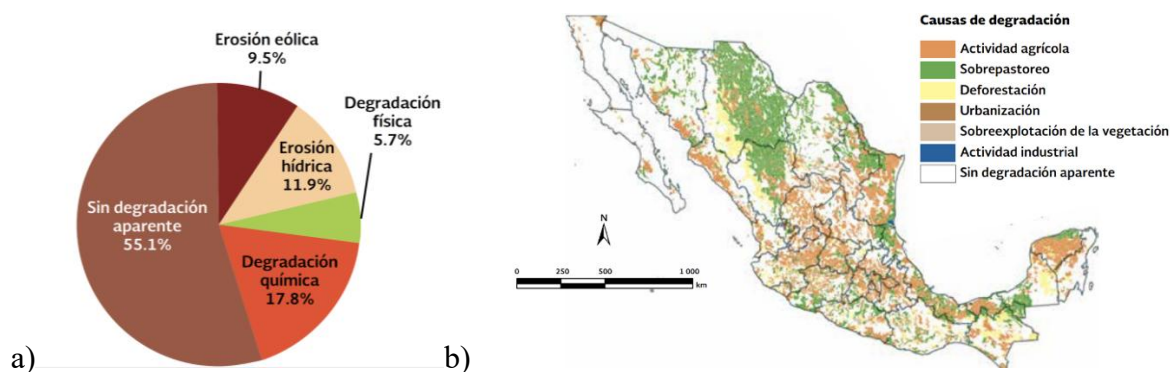 Erosión eólica
9.5%
Degradación
física
5.7%
Erosión
hídrica
11.9%
Sin degradación
aparente
55.1%
Degradación
química
17.8%
a)
b)
Causas de degradación
Actividad agrícola
Sobrepastoreo
Deforestación
Urbanización
Sobreexplotación de la vegetación
Actividad industrial
Sin degradación aparente
N
0 250 500 1 000
km